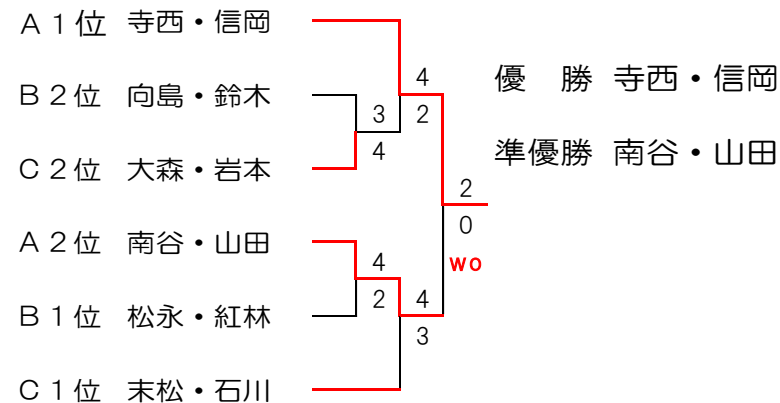 A1位 寺西・信岡
B2位 向島・鈴木
C2位 大森・岩本
A2位 南谷・山田
B1位 松永・紅林
C1位 末松・石川
3
4
4
2
4
2
4
3
2
0
wo
優 勝 寺西・信岡
準優勝 南谷・山田